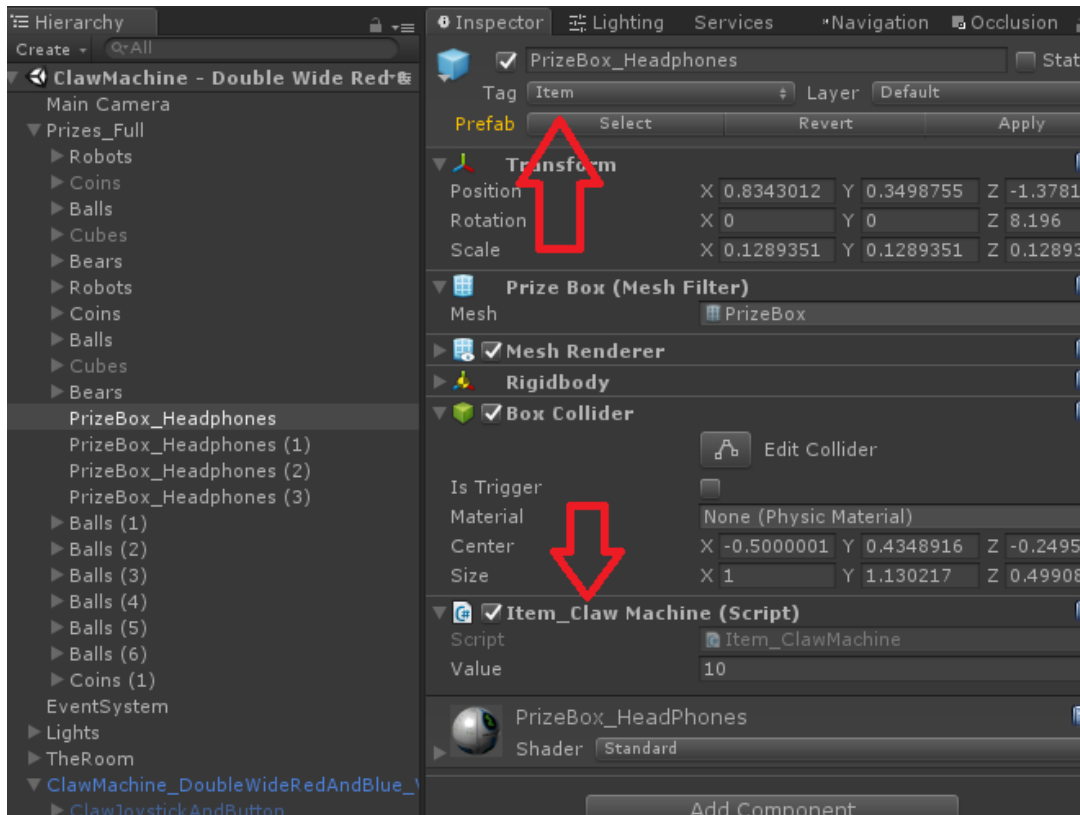 Hierarchy
Create
All
ClawMachine - Double Wide Red
Main Camera
Prizes_Full
Robots
Coins
Balls
Cubes
Bears
Robots
Coins
Balls
Cubes
Bears
PrizeBox_Headphones
PrizeBox_Headphones (1)
PrizeBox_Headphones (2)
PrizeBox_Headphones (3)
Balls (1)
Balls (2)
Balls (3)
Balls (4)
Balls (5)
Balls (6)
Coins (1)
EventSystem
Lights
TheRoom
ClawMachine_DoubleWideRedAndBlue_
ClawJoystickAndButton
Inspector Lighting Services Navigation Occlusion
PrizeBox_Headphones Stat
Tag Item Layer Default
Prefab Select Revert Apply
Transform
Position X 0.8343012 Y 0.3498755 Z -1.3781
Rotation X 0 Y 0 Z 8.196
Scale X 0.1289351 Y 0.1289351 Z 0.12893
Prize Box (Mesh Filter)
Mesh PrizeBox
Mesh Renderer
Rigidbody
Box Collider
Edit Collider
Is Trigger
Material None (Physic Material)
Center X -0.5000001 Y 0.4348916 Z -0.2495
Size X 1 Y 1.130217 Z 0.49908
Item_Claw Machine (Script)
Script Item_ClawMachine
Value 10
PrizeBox_HeadPhones
Shader Standard
Add Component